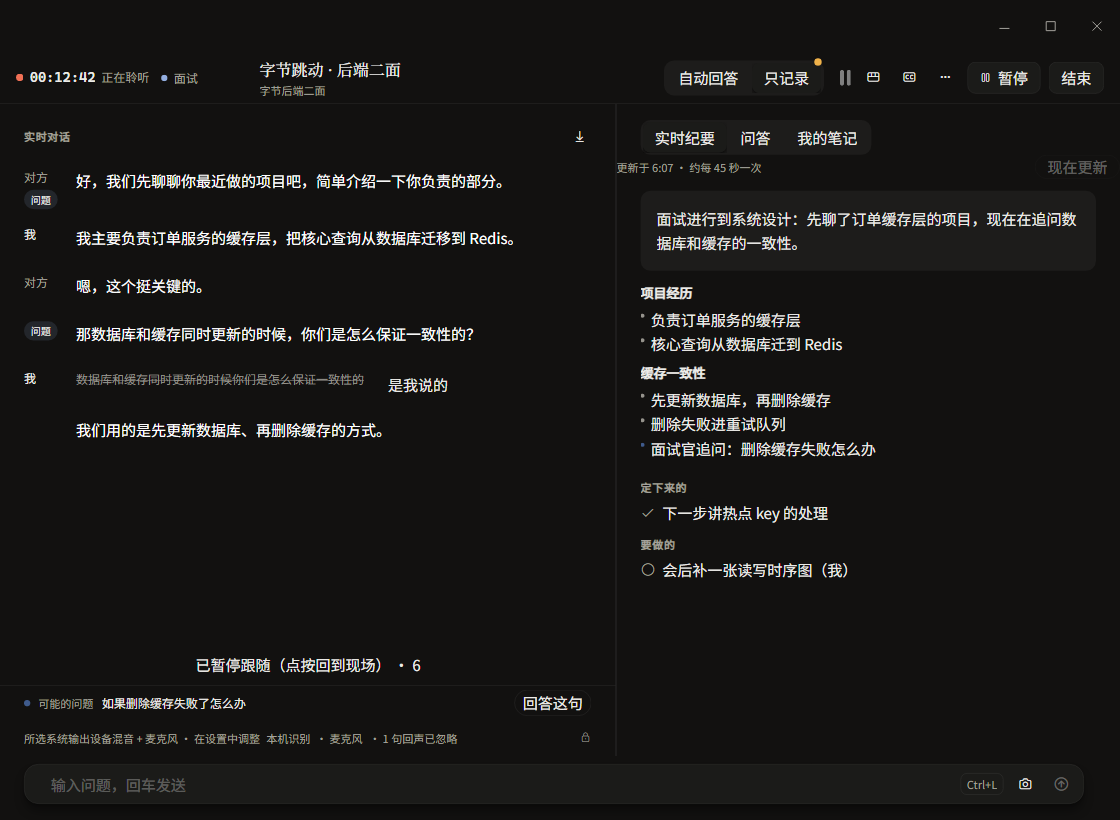 00:12:42 正在聆听 面试
字节跳动 · 后端二面
字节后端二面
自动回答 只记录
CC
暂停
结束
实时对话
对方
问题
好，我们先聊聊你最近做的项目吧，简单介绍一下你负责的部分。
我
我主要负责订单服务的缓存层，把核心查询从数据库迁移到 Redis。
对方
嗯，这个挺关键的。
问题
那数据库和缓存同时更新的时候，你们是怎么保证一致性的？
我
数据库和缓存同时更新的时候你们是怎么保证一致性的
是我说的
我们用的是先更新数据库、再删除缓存的方式。
已暂停跟随（点按回到现场） · 6
可能的问题 如果删除缓存失败了怎么办
回答这句
所选系统输出设备混音 + 麦克风 · 在设置中调整 本机识别 · 麦克风 · 1 句回声已忽略
实时纪要 问答 我的笔记
更新于 6:07 · 约每 45 秒一次
现在更新
面试进行到系统设计：先聊了订单缓存层的项目，现在在追问数
据库和缓存的一致性。
项目经历
负责订单服务的缓存层
核心查询从数据库迁到 Redis
缓存一致性
先更新数据库，再删除缓存
删除失败进重试队列
面试官追问：删除缓存失败怎么办
定下来的
下一步讲热点 key 的处理
要做的
会后补一张读写时序图（我）
输入问题，回车发送
Ctrl+L